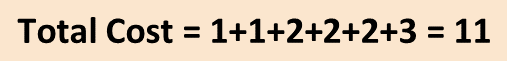 Total Cost = 1+1+2+2+2+3 = 11